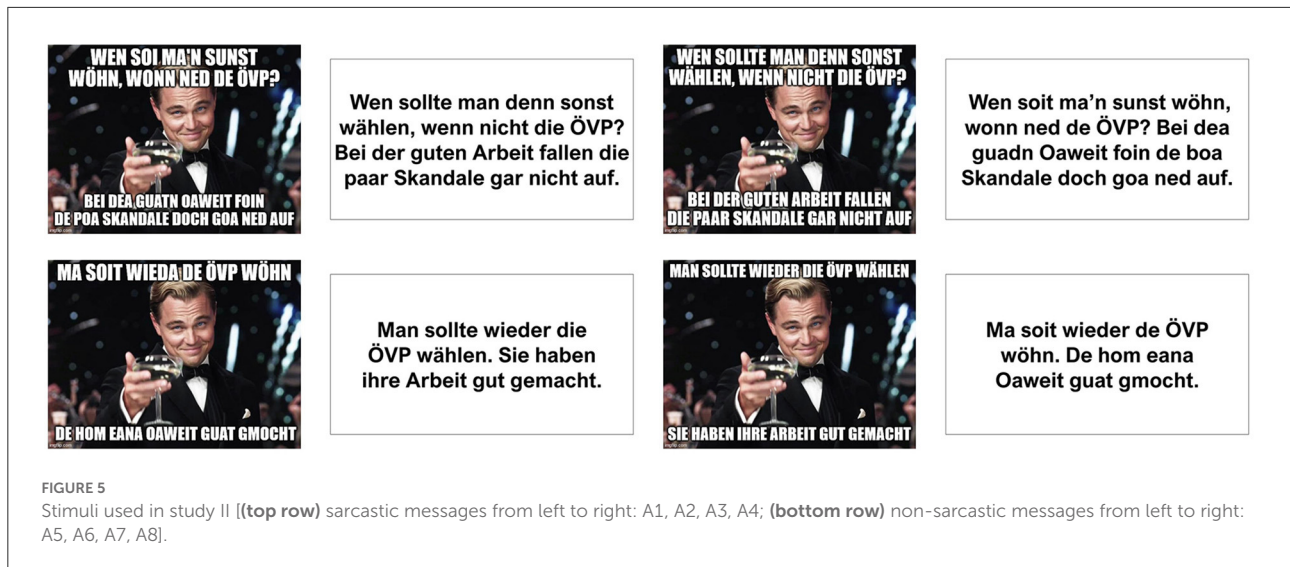 WEN SOI MA'N SUNST
WÖHN, WONN NED DE ÖVP?
BEI DEA GUATN OAWEIT FOIN
DE POA SKANDALE DOCH GOA NED AUF
imgflip.com
Wen sollte man denn sonst
wählen, wenn nicht die ÖVP?
Bei der guten Arbeit fallen die
paar Skandale gar nicht auf.
WEN SOLLTE MAN DENN SONST
WÄHLEN, WENN NICHT DIE ÖVP?
BEI DER GUTEN ARBEIT FALLEN
DIE PAAR SKANDALE GAR NICHT AUF
imgflip.com
Wen soit ma’n sunst wöhn,
wonn ned de ÖVP? Bei dea
guadn Oaweit foin de boa
Skandale doch goa ned auf.
MA SOIT WIEDA DE ÖVP WÖHN
DE HOM EANA OAWEIT GUAT GMOCHT
imgflip.com
Man sollte wieder die
ÖVP wählen. Sie haben
ihre Arbeit gut gemacht.
MAN SOLLTE WIEDER DIE ÖVP WÄHLEN
SIE HABEN IHRE ARBEIT GUT GEMACHT
imgflip.com
Ma soit wieder de ÖVP
wöhn. De hom eana
Oaweit guat gmocht.
FIGURE 5
Stimuli used in study II [(top row) sarcastic messages from left to right: A1, A2, A3, A4; (bottom row) non-sarcastic messages from left to right:
A5, A6, A7, A8].